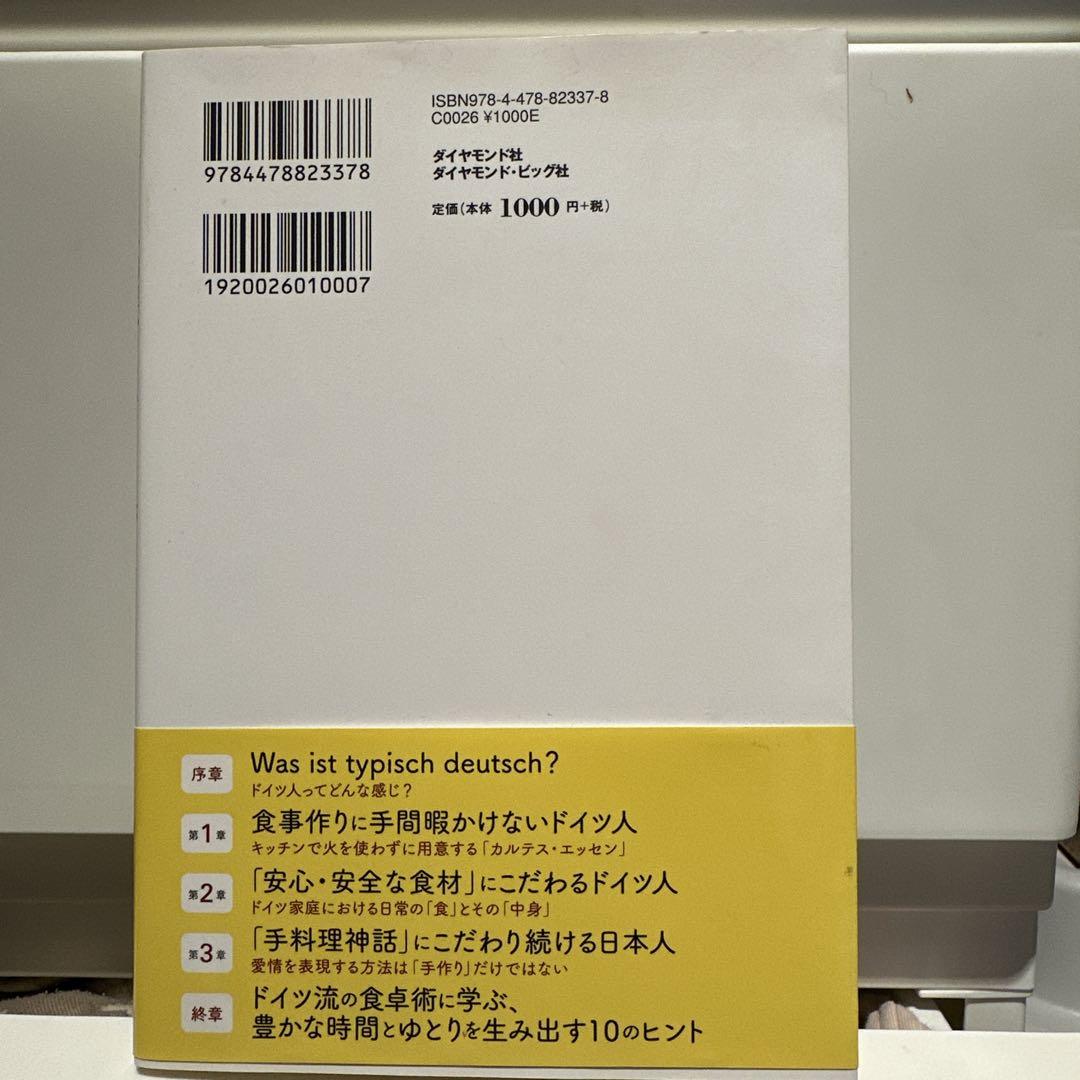 ISBN978-4-478-82337-8
C0026 ¥1000E
9784478823378
ダイヤモンド社
ダイヤモンド・ビッグ社
定価(本体 1000 円+税)
1920026010007
序章 Was ist typisch deutsch?
ドイツ人ってどんな感じ?
第1章 食事作りに手間暇かけないドイツ人
キッチンで火を使わずに用意する「カルテス・エッセン」
第2章 「安心・安全な食材」にこだわるドイツ人
ドイツ家庭における日常の「食」とその「中身」
第3章 「手料理神話」にこだわり続ける日本人
愛情を表現する方法は「手作り」だけではない
終章 ドイツ流の食卓術に学ぶ、
豊かな時間とゆとりを生み出す10のヒント